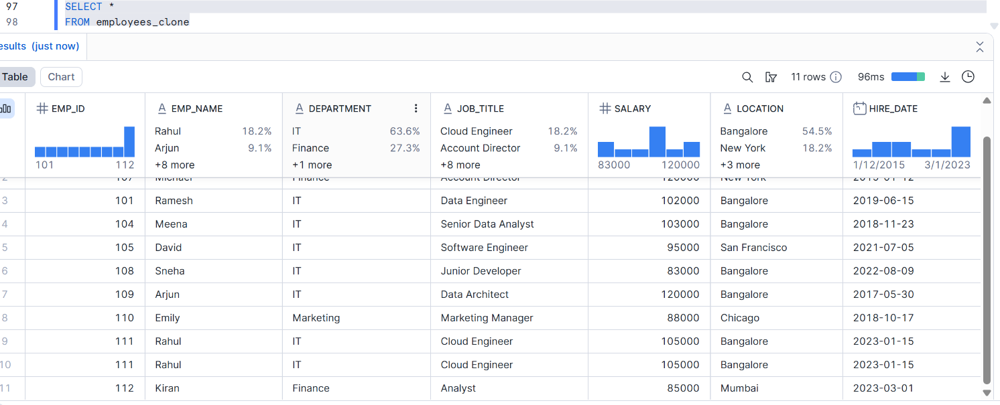 97 SELECT *
98 FROM employees_clone
esults (just now)
Table Chart 11 rows 96ms
EMP_ID EMP_NAME DEPARTMENT JOB_TITLE SALARY LOCATION HIRE_DATE
Rahul 18.2% IT 63.6% Cloud Engineer 18.2% Bangalore 54.5%
Arjun 9.1% Finance 27.3% Account Director 9.1% New York 18.2%
101 112 +8 more +1 more +8 more 83000 120000 +3 more 1/12/2015 3/1/2023
2 107 Michael Finance Account Director 120000 New York 2015-01-12
3 101 Ramesh IT Data Engineer 102000 Bangalore 2019-06-15
4 104 Meena IT Senior Data Analyst 103000 Bangalore 2018-11-23
5 105 David IT Software Engineer 95000 San Francisco 2021-07-05
6 108 Sneha IT Junior Developer 83000 Bangalore 2022-08-09
7 109 Arjun IT Data Architect 120000 Bangalore 2017-05-30
8 110 Emily Marketing Marketing Manager 88000 Chicago 2018-10-17
9 111 Rahul IT Cloud Engineer 105000 Bangalore 2023-01-15
10 111 Rahul IT Cloud Engineer 105000 Bangalore 2023-01-15
11 112 Kiran Finance Analyst 85000 Mumbai 2023-03-01